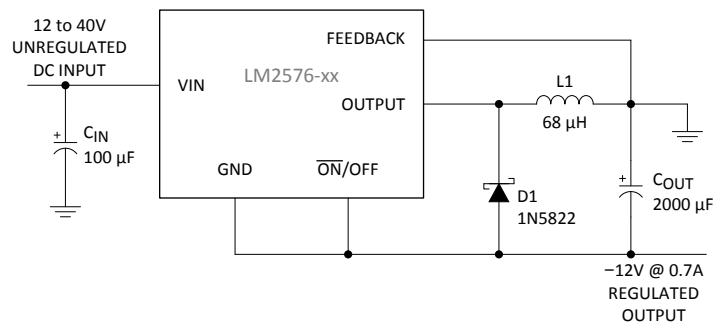 12 to 40V
UNREGULATED
DC INPUT
FEEDBACK
LM2576-xx
VIN
OUTPUT
L1
68 µH
+
CIN
100 µF
GND
ON/OFF
D1
1N5822
+
COUT
2000 µF
–12V @ 0.7A
REGULATED
OUTPUT